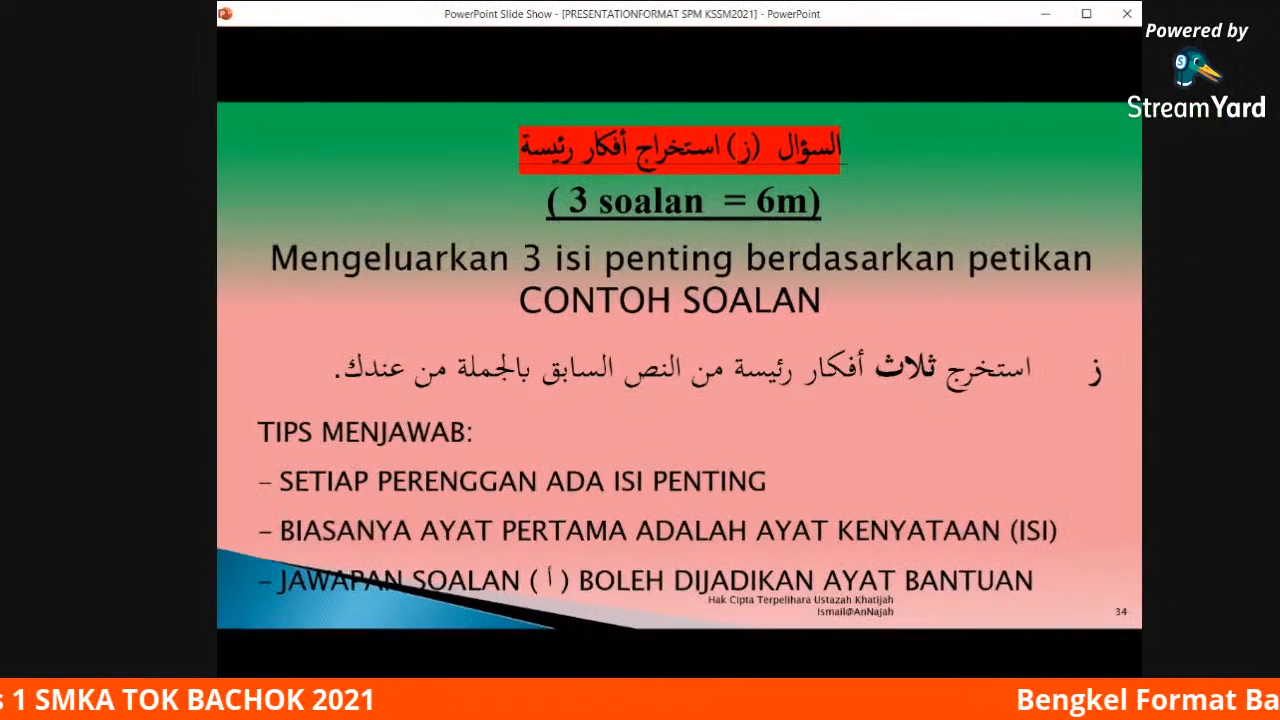 PowerPoint Slide Show - [PRESENTATIONFORMAT SPM KSSM2021] - PowerPoint
Powered by
StreamYard
السؤال (ز) استخراج أفكار رئيسة
( 3 soalan = 6m)
Mengeluarkan 3 isi penting berdasarkan petikan
CONTOH SOALAN
ز استخرج ثلاث أفكار رئيسة من النص السابق بالجملة من عندك.
TIPS MENJAWAB:
– SETIAP PERENGGAN ADA ISI PENTING
– BIASANYA AYAT PERTAMA ADALAH AYAT KENYATAAN (ISI)
– JAWAPAN SOALAN ( أ ) BOLEH DIJADIKAN AYAT BANTUAN
Hak Cipta Terpelihara Ustazah Khatijah
Ismail@AnNajah
34
s 1 SMKA TOK BACHOK 2021
Bengkel Format Ba